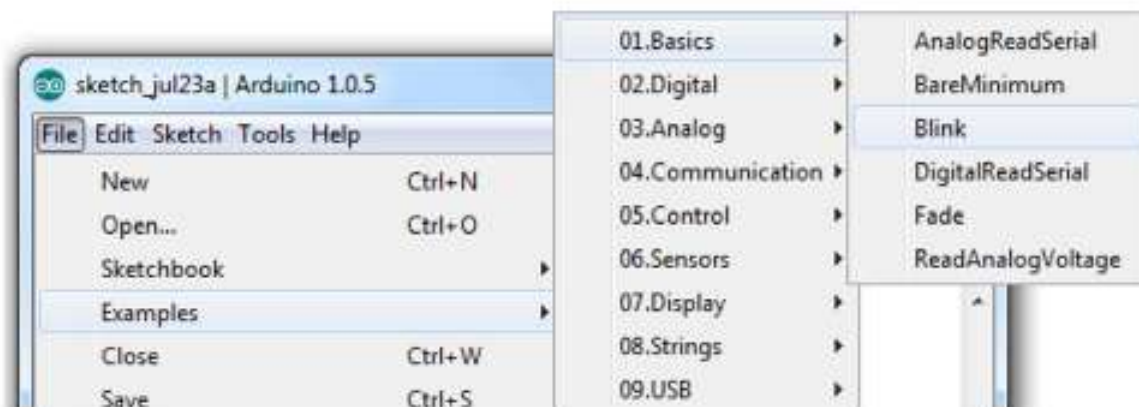 sketch_jul23a | Arduino 1.0.5
File Edit Sketch Tools Help
New Ctrl+N
Open... Ctrl+O
Sketchbook
Examples
Close Ctrl+W
Save Ctrl+S
01.Basics
02.Digital
03.Analog
04.Communication
05.Control
06.Sensors
07.Display
08.Strings
09.USB
AnalogReadSerial
BareMinimum
Blink
DigitalReadSerial
Fade
ReadAnalogVoltage